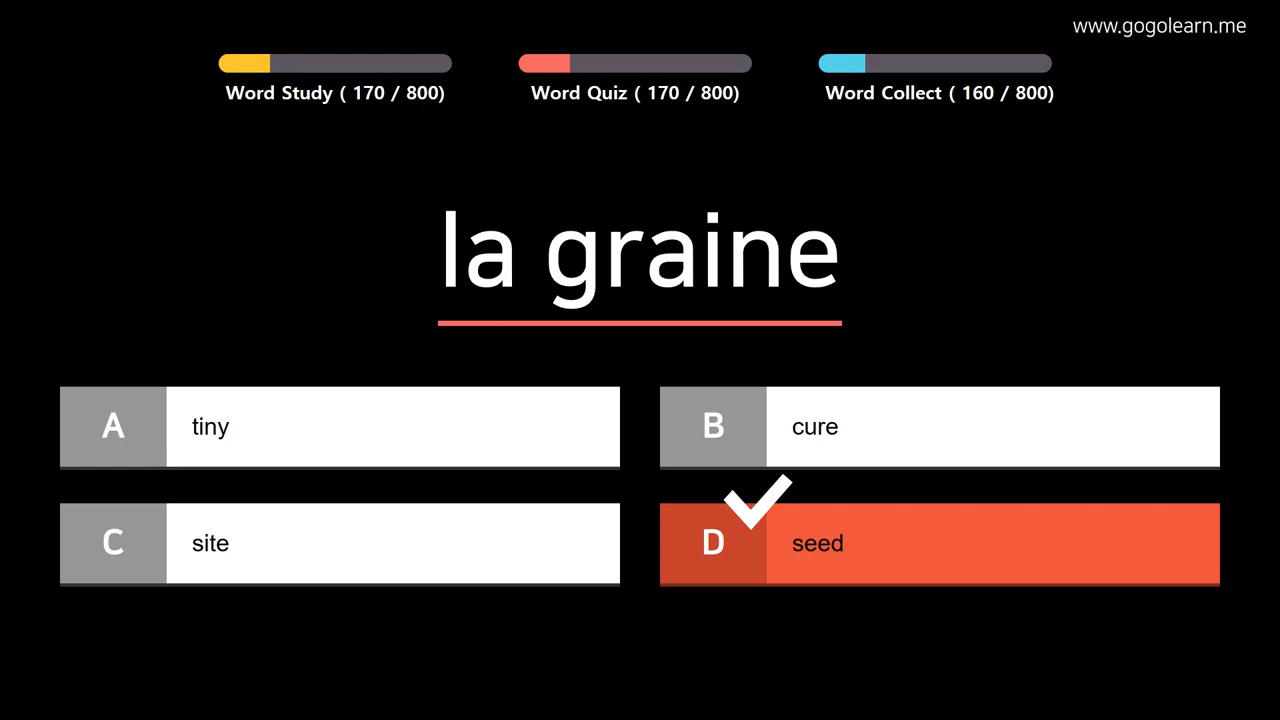 www.gogolearn.me
Word Study ( 170 / 800)
Word Quiz ( 170 / 800)
Word Collect ( 160 / 800)
la graine
A tiny
B cure
C site
D seed